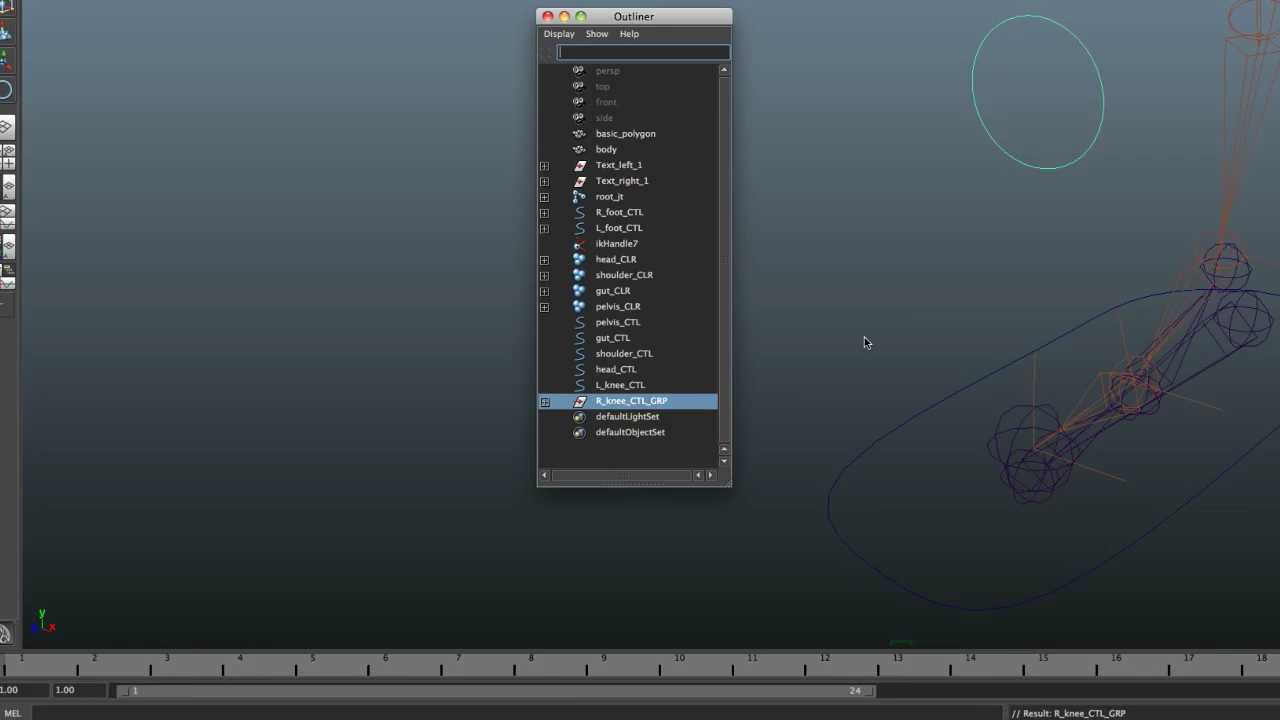 Outliner
Display Show Help
persp
top
front
side
basic_polygon
body
Text_left_1
Text_right_1
root_jt
R_foot_CTL
L_foot_CTL
ikHandle7
head_CLR
shoulder_CLR
gut_CLR
pelvis_CLR
pelvis_CTL
gut_CTL
shoulder_CTL
head_CTL
L_knee_CTL
R_knee_CTL_GRP
defaultLightSet
defaultObjectSet
y
x
1 2 3 4 5 6 7 8 9 10 11 12 13 14 15 16 17 18
1.00 1.00 1 24
MEL // Result: R_knee_CTL_GRP